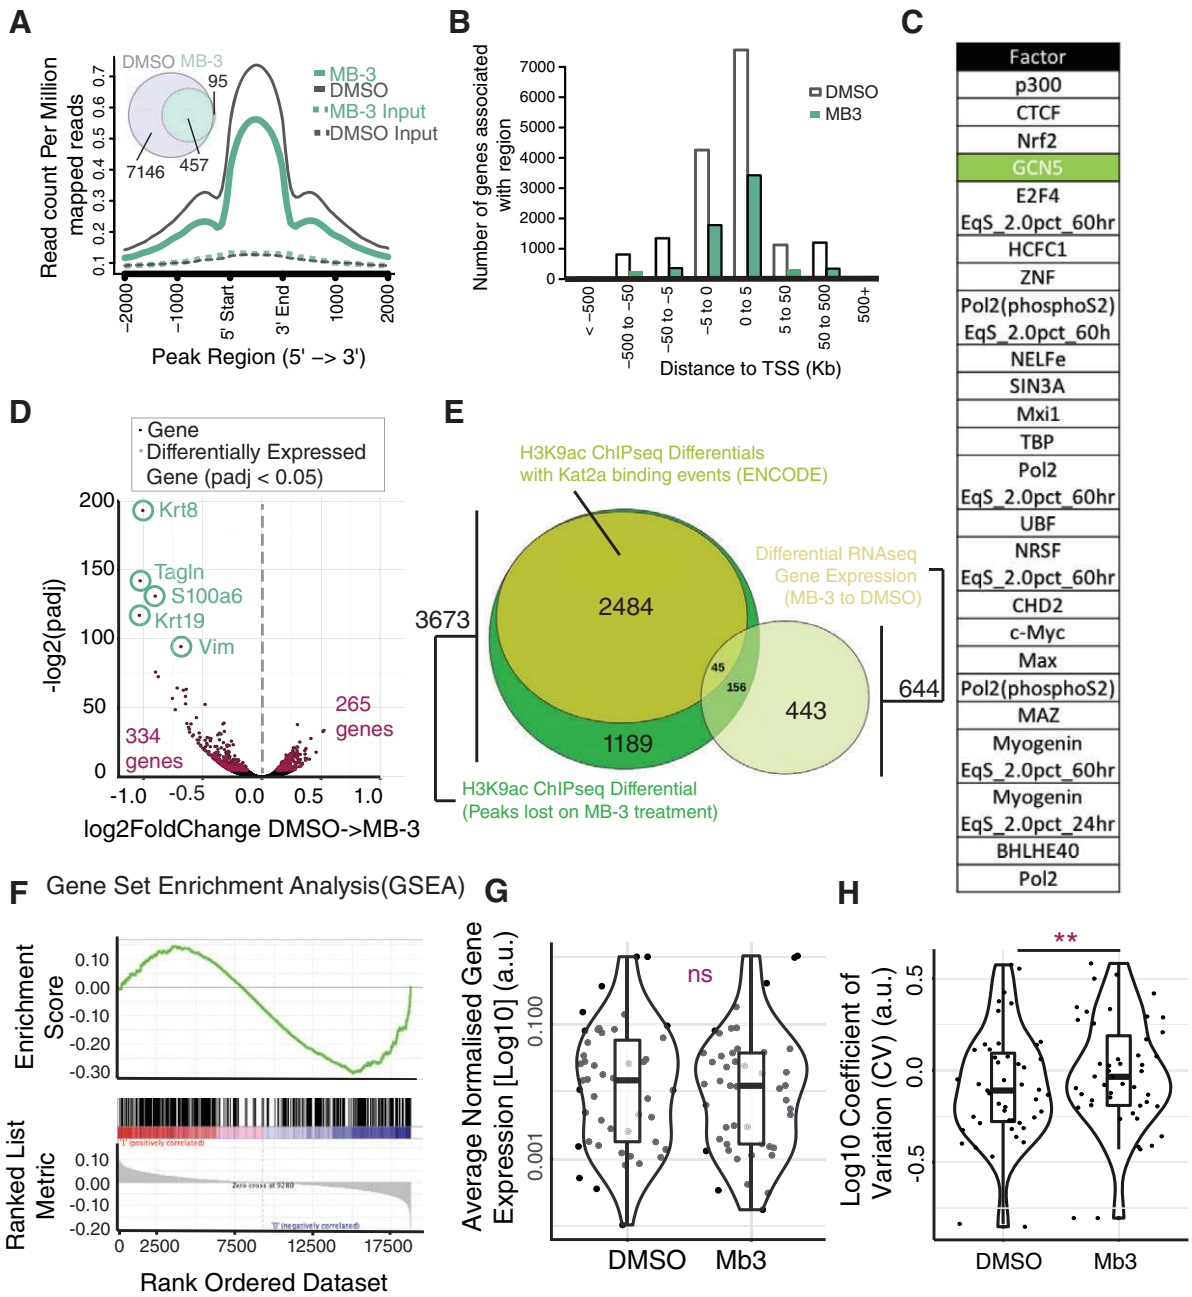 A
DMSO MB-3
95
7146
457
MB-3
DMSO
MB-3 Input
DMSO Input
Read count Per Million
mapped reads
0.7
0.6
0.5
0.4
0.3
0.2
0.1
−2000
−1000
5' Start
3' End
1000
2000
Peak Region (5' −> 3')
B
Number of genes associated
with region
7000
6000
5000
4000
3000
2000
1000
0
DMSO
MB3
< −500
−500 to −50
−50 to −5
−5 to 0
0 to 5
5 to 50
50 to 500
500+
Distance to TSS (Kb)
C
Factor
p300
CTCF
Nrf2
GCN5
E2F4
EqS_2.0pct_60hr
HCFC1
ZNF
Pol2(phosphoS2)
EqS_2.0pct_60h
NELFe
SIN3A
Mxi1
TBP
Pol2
EqS_2.0pct_60hr
UBF
NRSF
EqS_2.0pct_60hr
CHD2
c-Myc
Max
Pol2(phosphoS2)
MAZ
Myogenin
EqS_2.0pct_60hr
Myogenin
EqS_2.0pct_24hr
BHLHE40
Pol2
D
Gene
Differentially Expressed
Gene (padj < 0.05)
-log2(padj)
200
150
100
50
0
Krt8
Tagln
S100a6
Krt19
Vim
334
genes
265
genes
-1.0
-0.5
0.0
0.5
1.0
log2FoldChange DMSO->MB-3
E
H3K9ac ChIPseq Differentials
with Kat2a binding events (ENCODE)
Differential RNAseq
Gene Expression
(MB-3 to DMSO)
3673
2484
45
156
443
644
1189
H3K9ac ChIPseq Differential
(Peaks lost on MB-3 treatment)
F
Gene Set Enrichment Analysis(GSEA)
Enrichment
Score
0.10
0.00
-0.10
-0.20
-0.30
'1' (positively correlated)
Ranked List
Metric
0.10
0.00
-0.10
-0.20
Zero cross at 9280
'0' (negatively correlated)
0
2500
7500
12500
17500
Rank Ordered Dataset
G
Average Normalised Gene
Expression [Log10] (a.u.)
0.100
0.001
ns
DMSO
Mb3
H
Log10 Coefficient of
Variation (CV) (a.u.)
0.5
0.0
-0.5
**
DMSO
Mb3